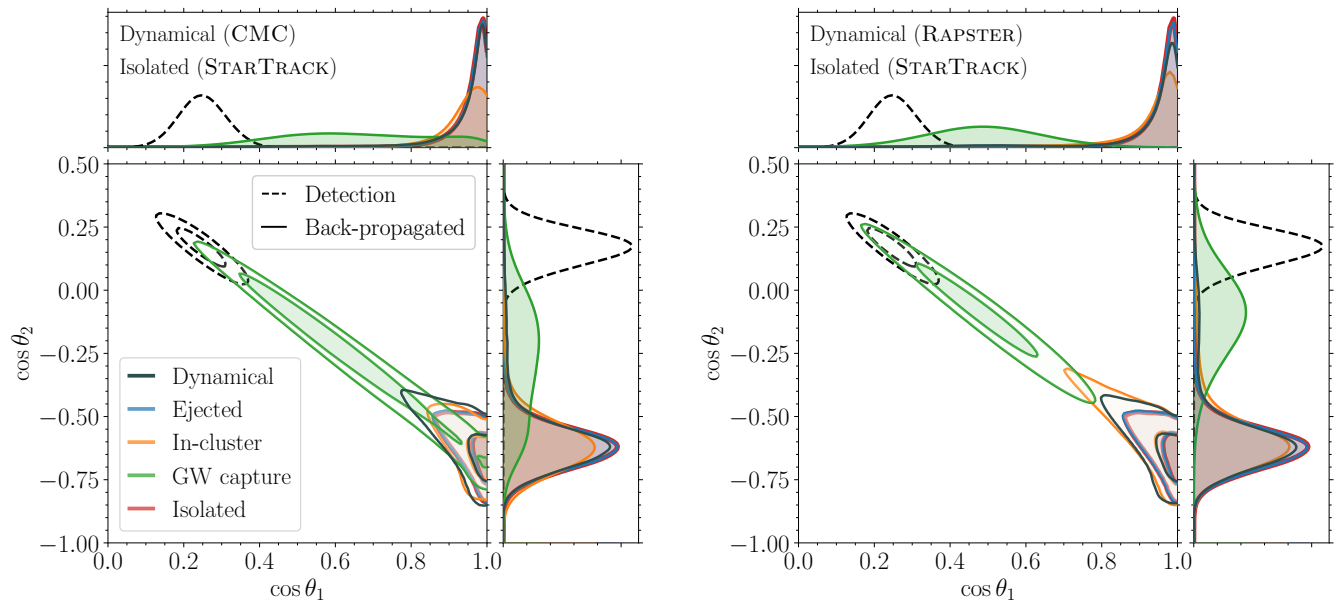 Dynamical (CMC)
Isolated (STARTRACK)
0.50
0.25
0.00
−0.25
−0.50
−0.75
−1.00
cos θ₂
Detection
Back-propagated
Dynamical
Ejected
In-cluster
GW capture
Isolated
0.0
0.2
0.4
0.6
0.8
1.0
cos θ₁
Dynamical (RAPSTER)
Isolated (STARTRACK)
0.50
0.25
0.00
−0.25
−0.50
−0.75
−1.00
cos θ₂
0.0
0.2
0.4
0.6
0.8
1.0
cos θ₁